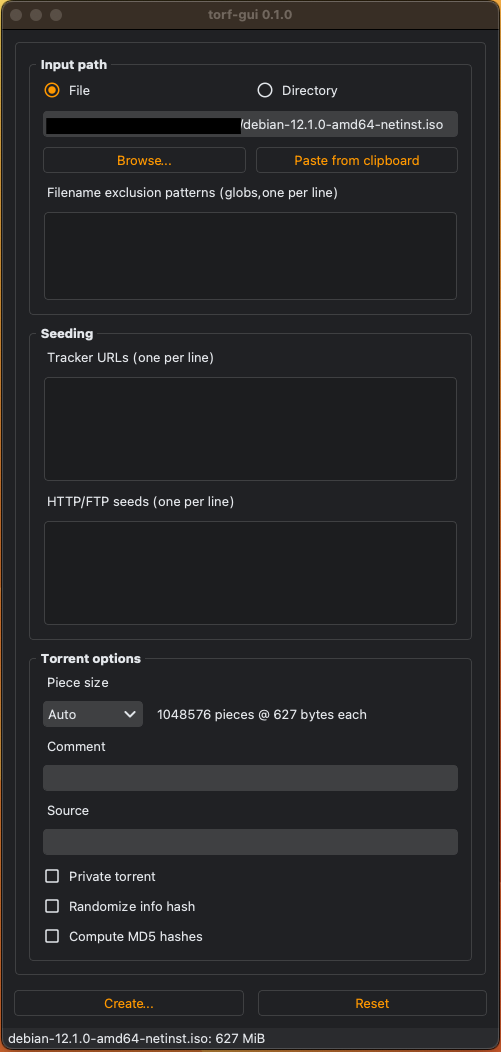 torf-gui 0.1.0
Input path
File
Directory
/debian-12.1.0-amd64-netinst.iso
Browse...
Paste from clipboard
Filename exclusion patterns (globs,one per line)
Seeding
Tracker URLs (one per line)
HTTP/FTP seeds (one per line)
Torrent options
Piece size
Auto
1048576 pieces @ 627 bytes each
Comment
Source
Private torrent
Randomize info hash
Compute MD5 hashes
Create...
Reset
debian-12.1.0-amd64-netinst.iso: 627 MiB